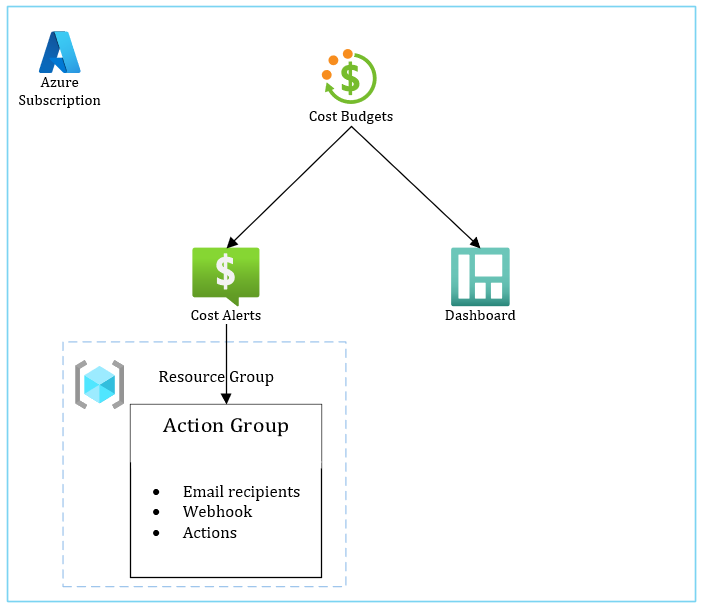 Azure
Subscription
Cost Budgets
$
Cost Alerts
Dashboard
Resource Group
Action Group
• Email recipients
• Webhook
• Actions